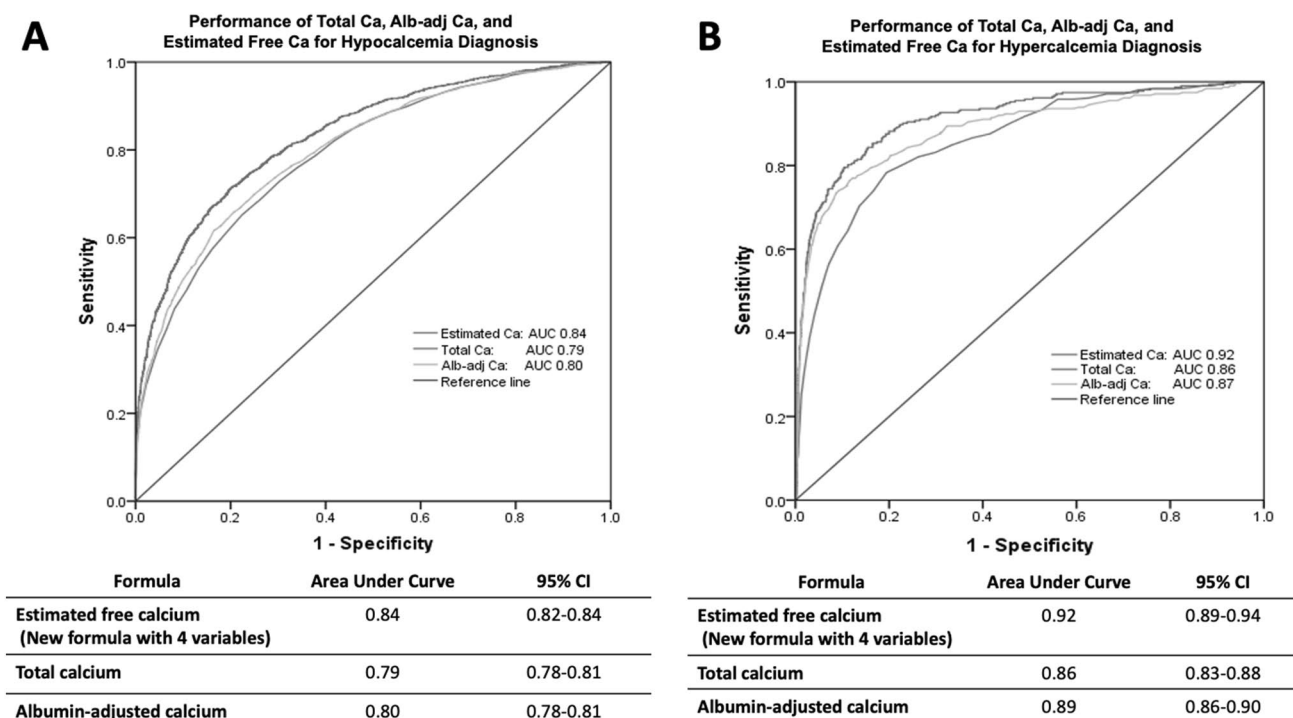 A
Performance of Total Ca, Alb-adj Ca, and
Estimated Free Ca for Hypocalcemia Diagnosis
1.0
0.8
0.6
0.4
0.2
0.0
Sensitivity
Estimated Ca: AUC 0.84
Total Ca: AUC 0.79
Alb-adj Ca: AUC 0.80
Reference line
0.0 0.2 0.4 0.6 0.8 1.0
1 - Specificity
Formula Area Under Curve 95% CI
Estimated free calcium 0.84 0.82-0.84
(New formula with 4 variables)
Total calcium 0.79 0.78-0.81
Albumin-adjusted calcium 0.80 0.78-0.81
B
Performance of Total Ca, Alb-adj Ca, and
Estimated Free Ca for Hypercalcemia Diagnosis
1.0
0.8
0.6
0.4
0.2
0.0
Sensitivity
Estimated Ca: AUC 0.92
Total Ca: AUC 0.86
Alb-adj Ca: AUC 0.87
Reference line
0.0 0.2 0.4 0.6 0.8 1.0
1 - Specificity
Formula Area Under Curve 95% CI
Estimated free calcium 0.92 0.89-0.94
(New formula with 4 variables)
Total calcium 0.86 0.83-0.88
Albumin-adjusted calcium 0.89 0.86-0.90